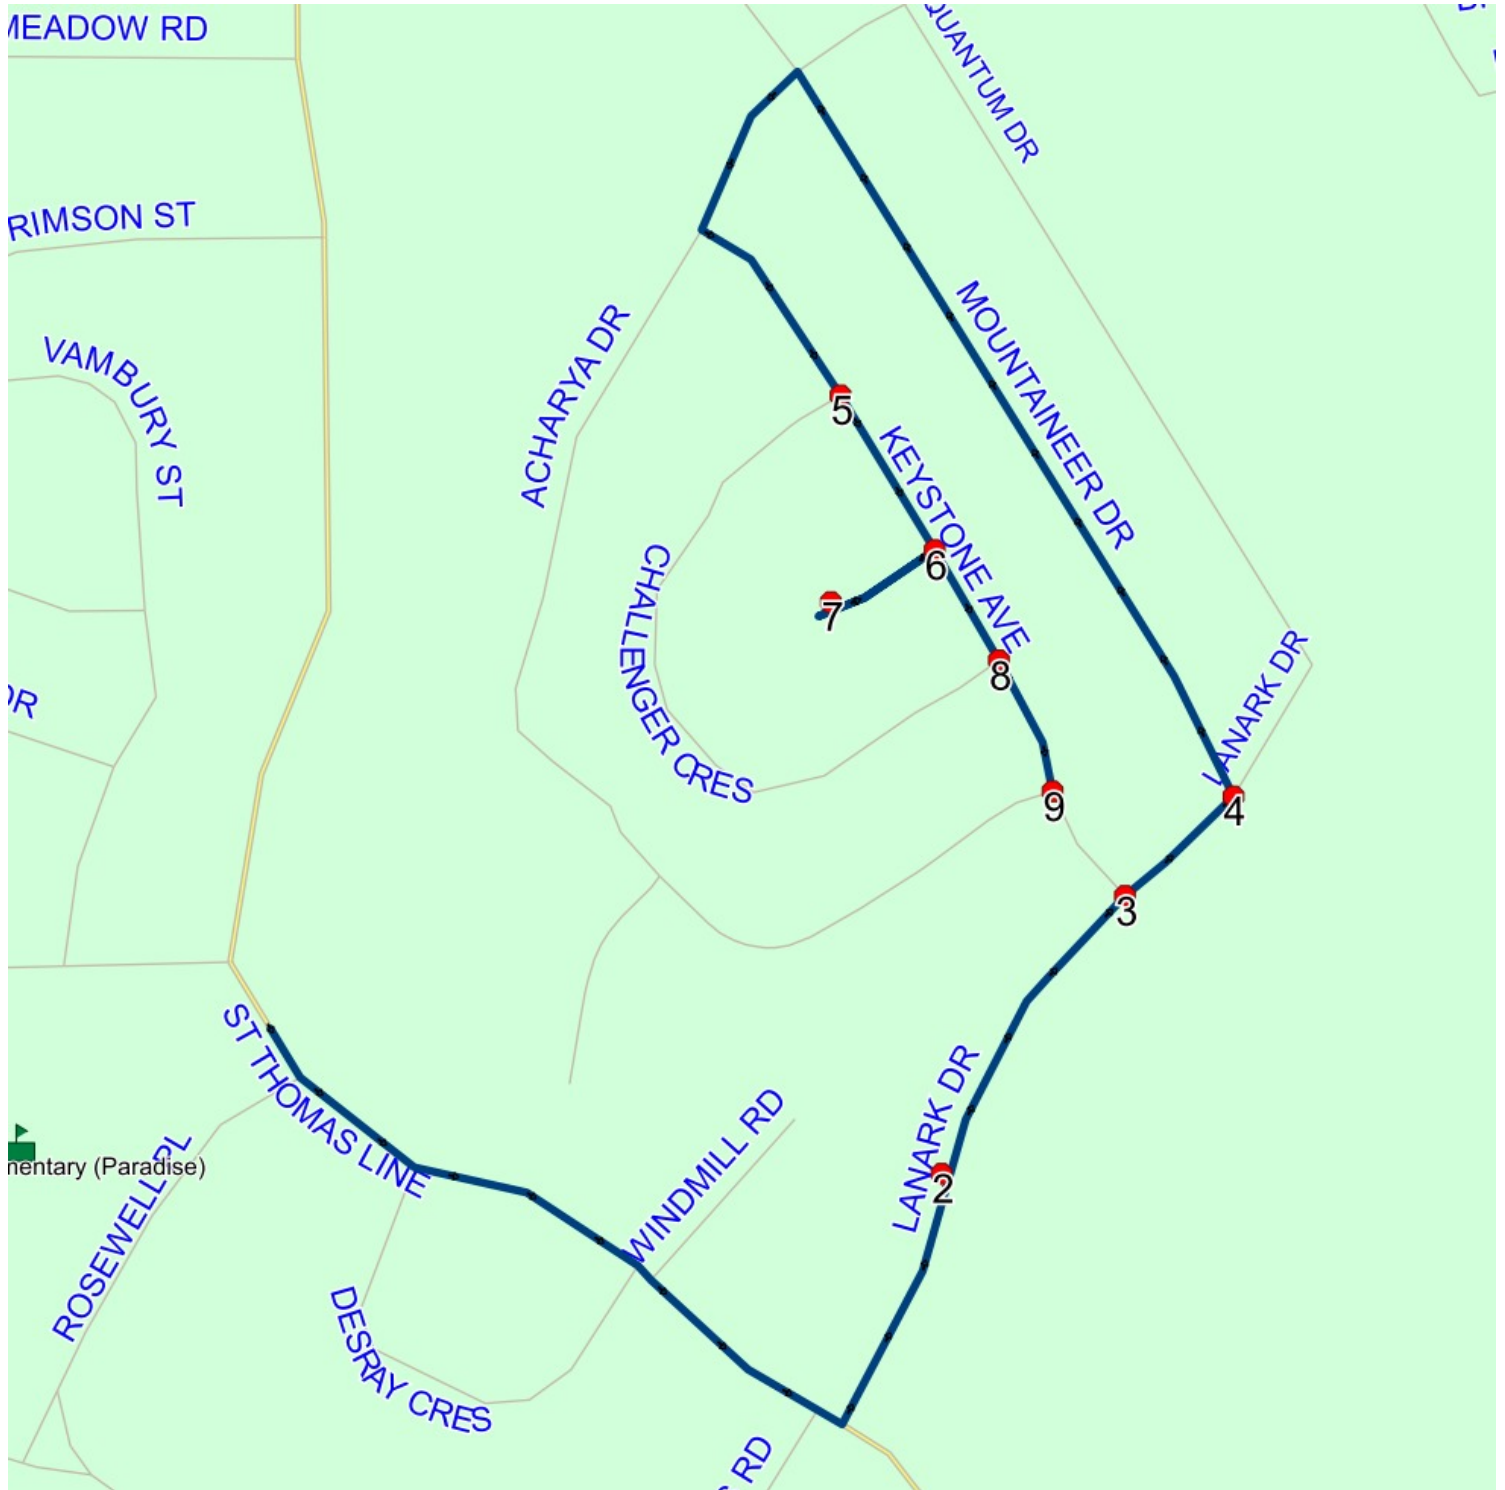 MEADOW RD
QUANTUM DR
RIMSON ST
MOUNTAINEER DR
ACHARYA DR
VAMBURY ST
5
KEYSTONE AVE
6
CHALLENGER CRES
7
8
LANARK DR
DR
9
4
3
ST THOMAS LINE
LANARK DR
WINDMILL RD
mentary (Paradise)
2
ROSEWELL PL
DESRAY CRES
RD